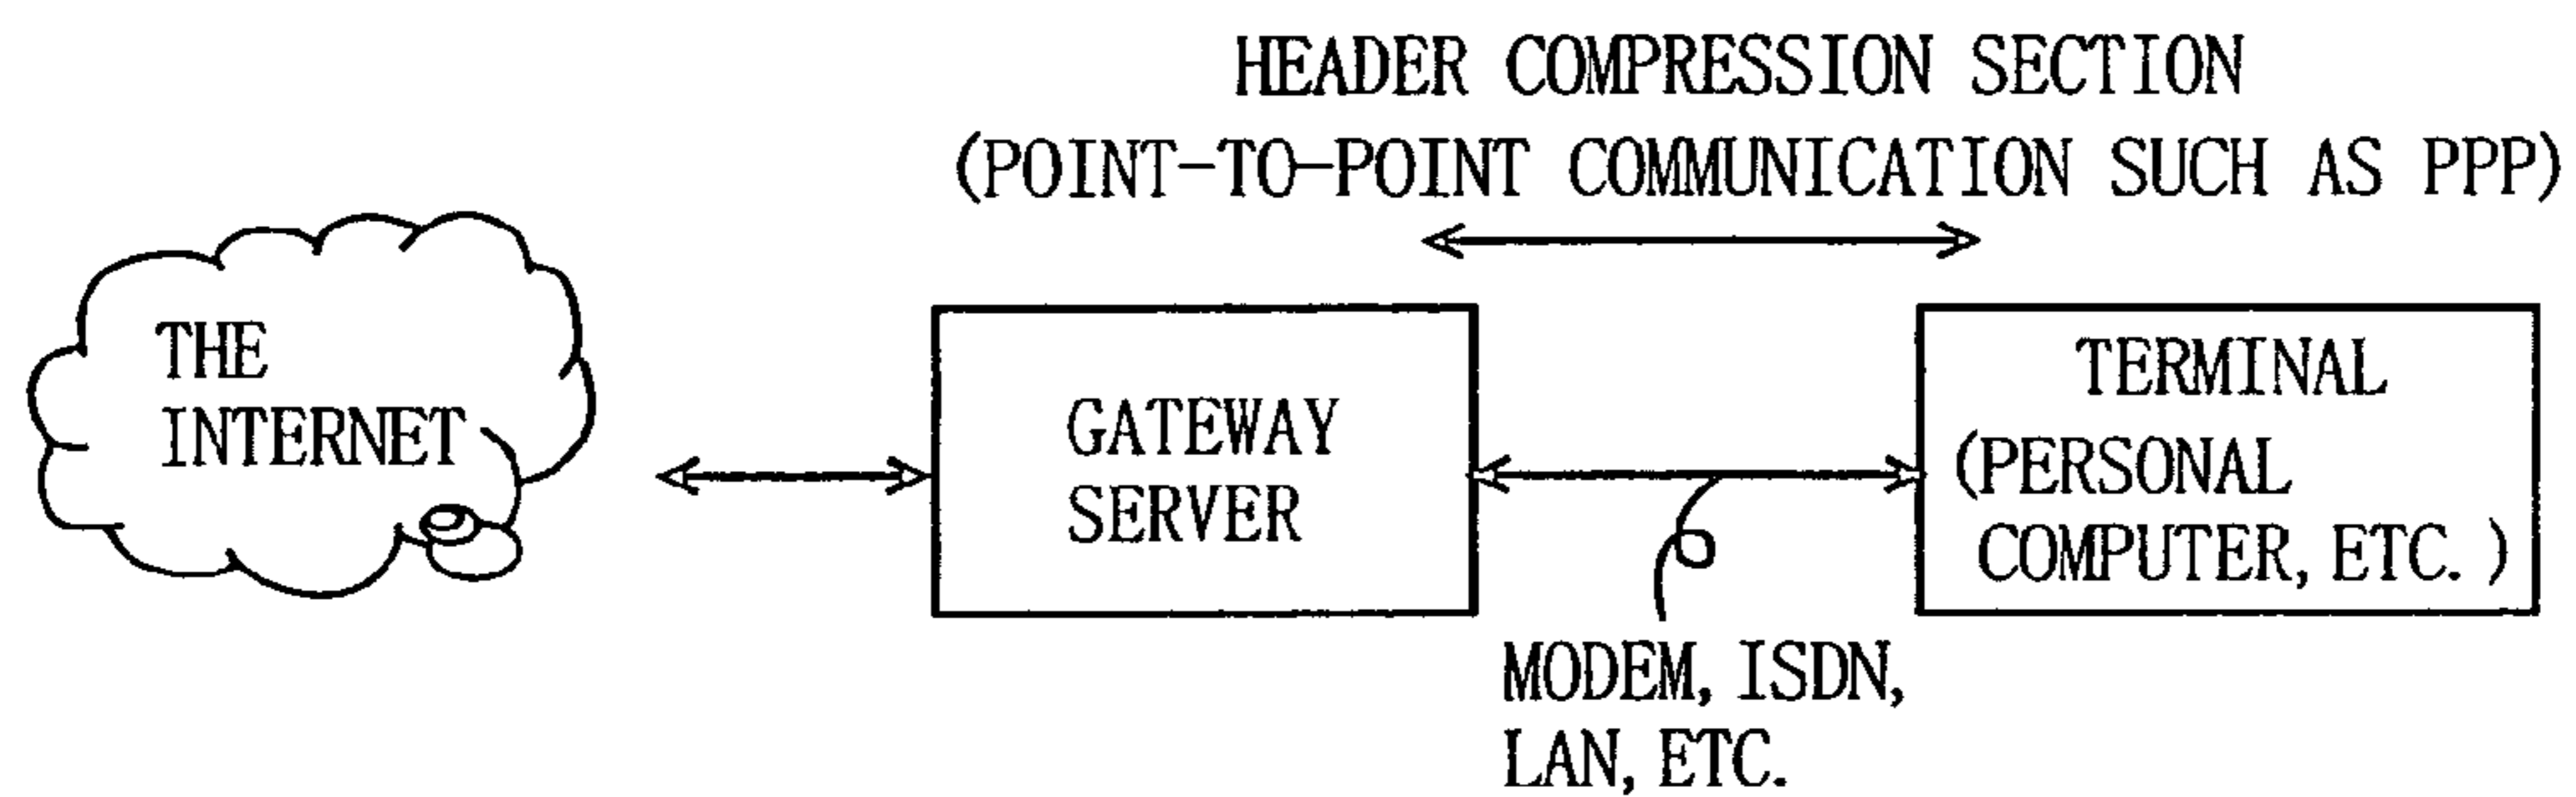 HEADER COMPRESSION SECTION
(POINT-TO-POINT COMMUNICATION SUCH AS PPP)
THE
INTERNET
GATEWAY
SERVER
TERMINAL
(PERSONAL
COMPUTER, ETC.)
MODEM, ISDN,
LAN, ETC.